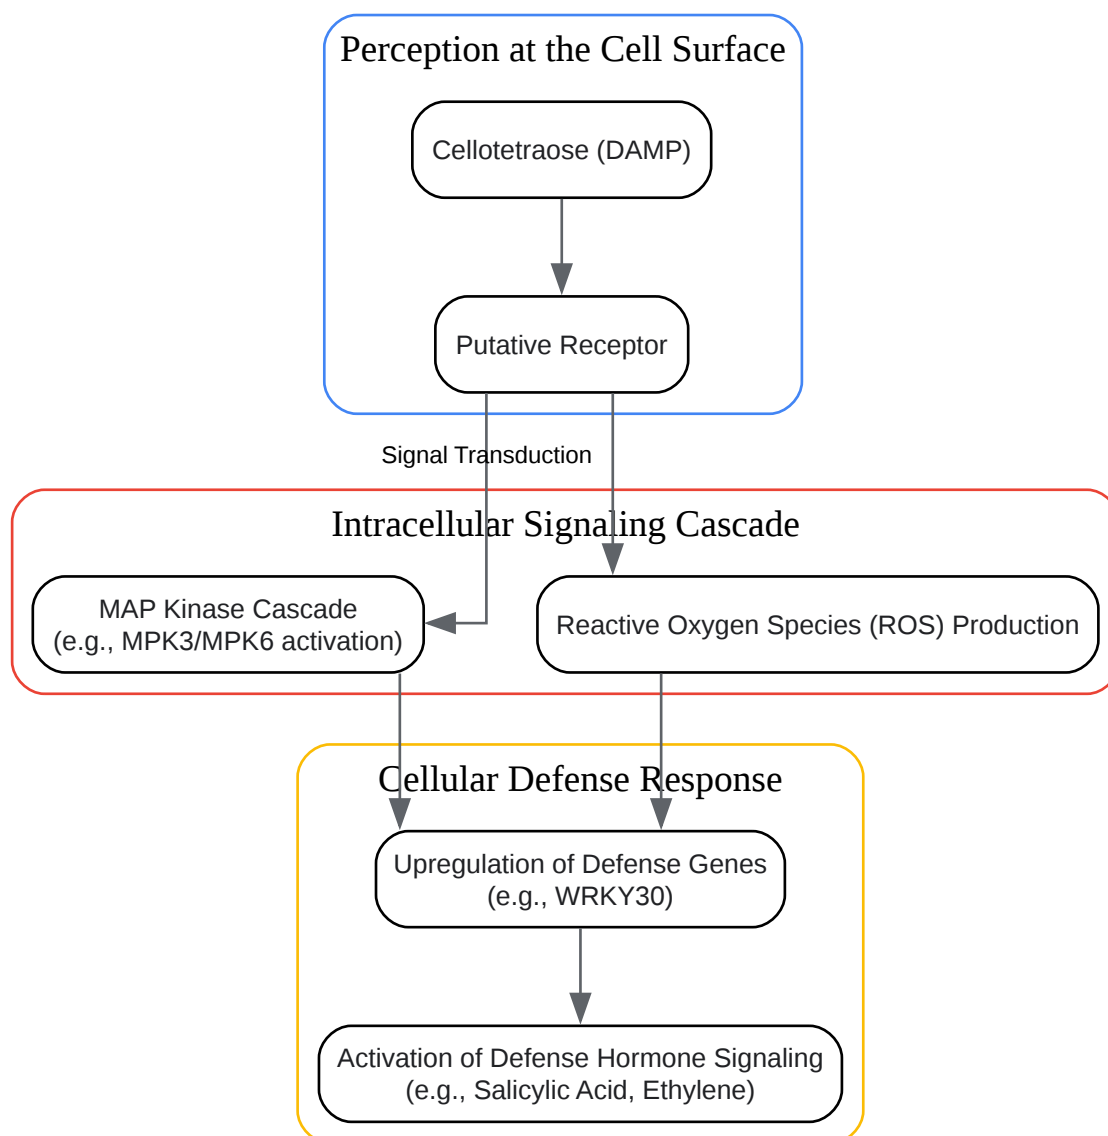 Perception at the Cell Surface
Cellotetraose (DAMP)
Putative Receptor
Signal Transduction
Intracellular Signaling Cascade
MAP Kinase Cascade
(e.g., MPK3/MPK6 activation)
Reactive Oxygen Species (ROS) Production
Cellular Defense Response
Upregulation of Defense Genes
(e.g., WRKY30)
Activation of Defense Hormone Signaling
(e.g., Salicylic Acid, Ethylene)